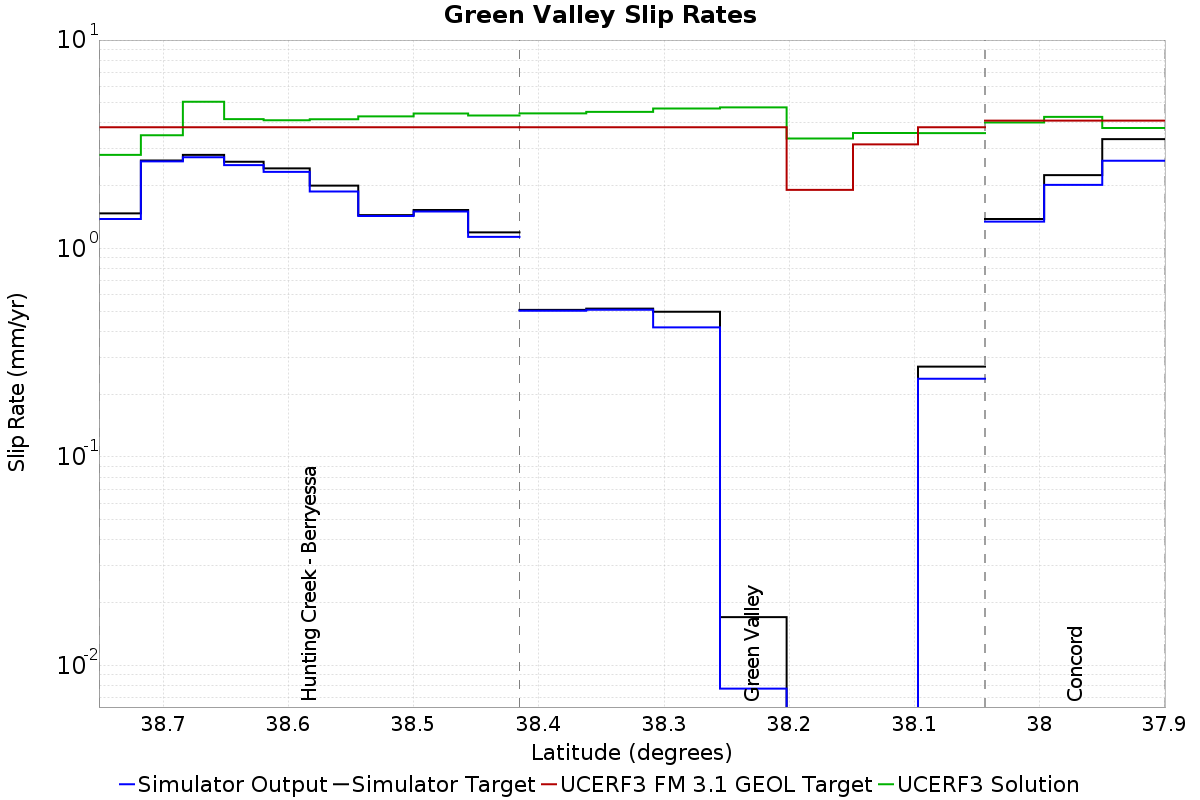 Green Valley Slip Rates
Slip Rate (mm/yr)
10^1
10^0
10^-1
10^-2
Hunting Creek - Berryessa
Green Valley
Concord
38.7 38.6 38.5 38.4 38.3 38.2 38.1 38 37.9
Latitude (degrees)
Simulator Output Simulator Target UCERF3 FM 3.1 GEOL Target UCERF3 Solution